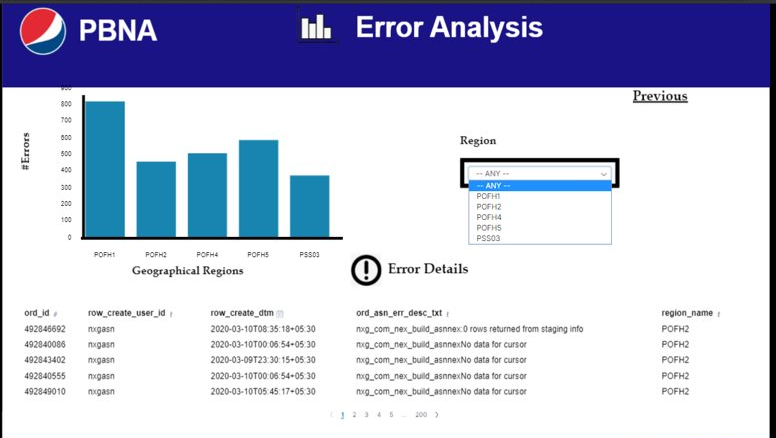 PBNA
Error Analysis
Previous
900
800
700
600
500
400
300
200
100
0
#Errors
POFH1 POFH2 POFH4 POFH5 PSS03
Geographical Regions
Region
-- ANY --
-- ANY --
POFH1
POFH2
POFH4
POFH5
PSS03
Error Details
ord_id # row_create_user_id row_create_dtm ord_asn_err_desc_txt region_name
492846692 nxgasn 2020-03-10T08:35:18+05:30 nxg_com_nex_build_asnnex:0 rows returned from staging info POFH2
492840086 nxgasn 2020-03-10T00:06:54+05:30 nxg_com_nex_build_asnnexNo data for cursor POFH2
492843402 nxgasn 2020-03-09T23:30:15+05:30 nxg_com_nex_build_asnnexNo data for cursor POFH2
492840555 nxgasn 2020-03-10T00:06:54+05:30 nxg_com_nex_build_asnnexNo data for cursor POFH2
492849010 nxgasn 2020-03-10T05:45:17+05:30 nxg_com_nex_build_asnnexNo data for cursor POFH2
1 2 3 4 5 ... 200